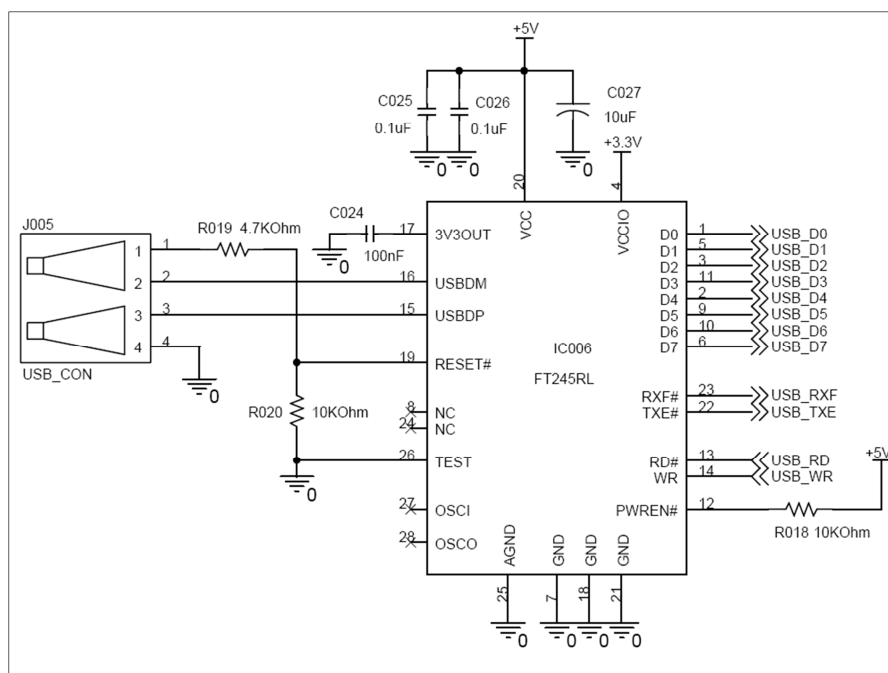 +5V
C025
0.1uF
C026
0.1uF
C027
10uF
0
0
0
+3.3V
20
4
VCC
VCCIO
J005
1
2
3
4
USB_CON
1
2
3
4
0
R019 4.7KOhm
C024
100nF
0
17 3V3OUT
16 USBDM
15 USBDP
19 RESET#
R020 10KOhm
8 NC
24 NC
26 TEST
0
27 OSCI
28 OSCO
IC006
FT245RL
D0 1 USB_D0
D1 5 USB_D1
D2 3 USB_D2
D3 11 USB_D3
D4 2 USB_D4
D5 9 USB_D5
D6 10 USB_D6
D7 6 USB_D7
RXF# 23 USB_RXF
TXE# 22 USB_TXE
RD# 13 USB_RD
WR 14 USB_WR
PWREN# 12
+5V
R018 10KOhm
AGND
GND
GND
GND
25
7
18
21
0
0
0
0